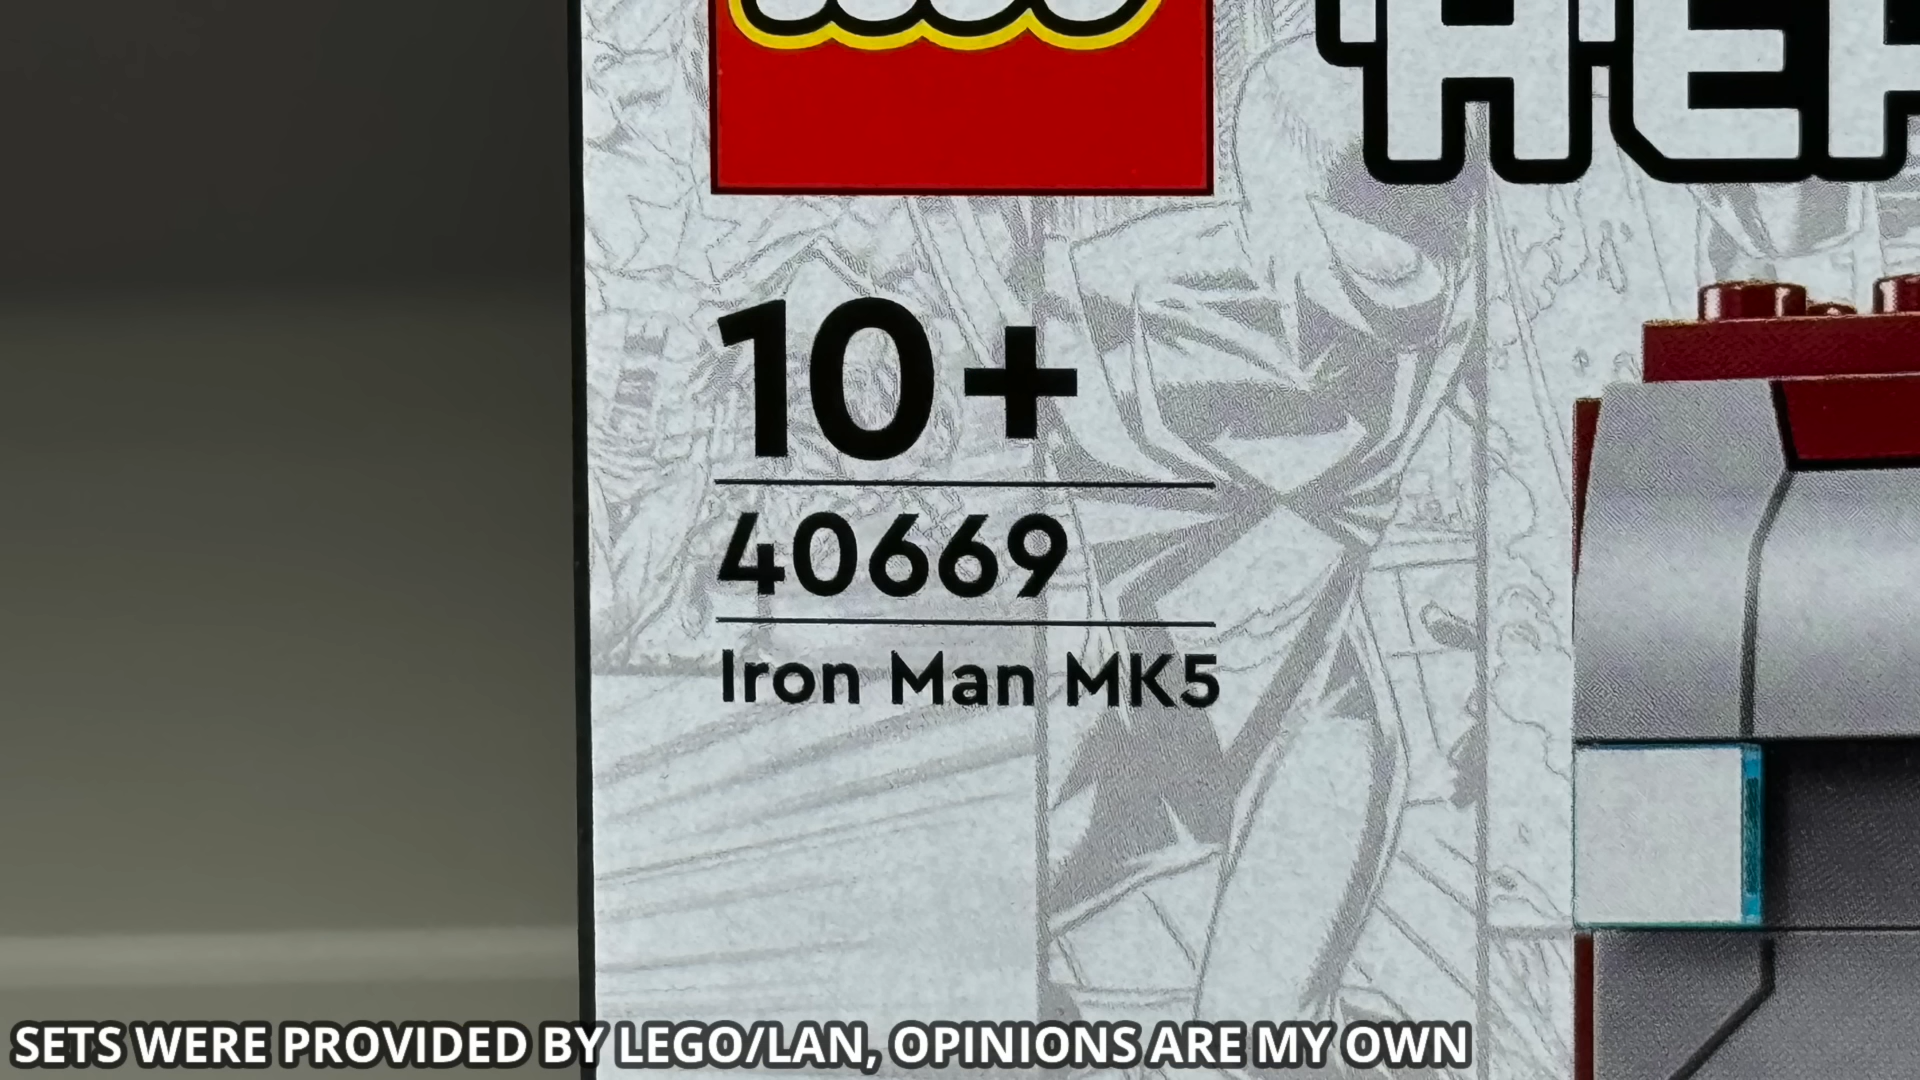 10+
40669
Iron Man MK5
SETS WERE PROVIDED BY LEGO/LAN, OPINIONS ARE MY OWN